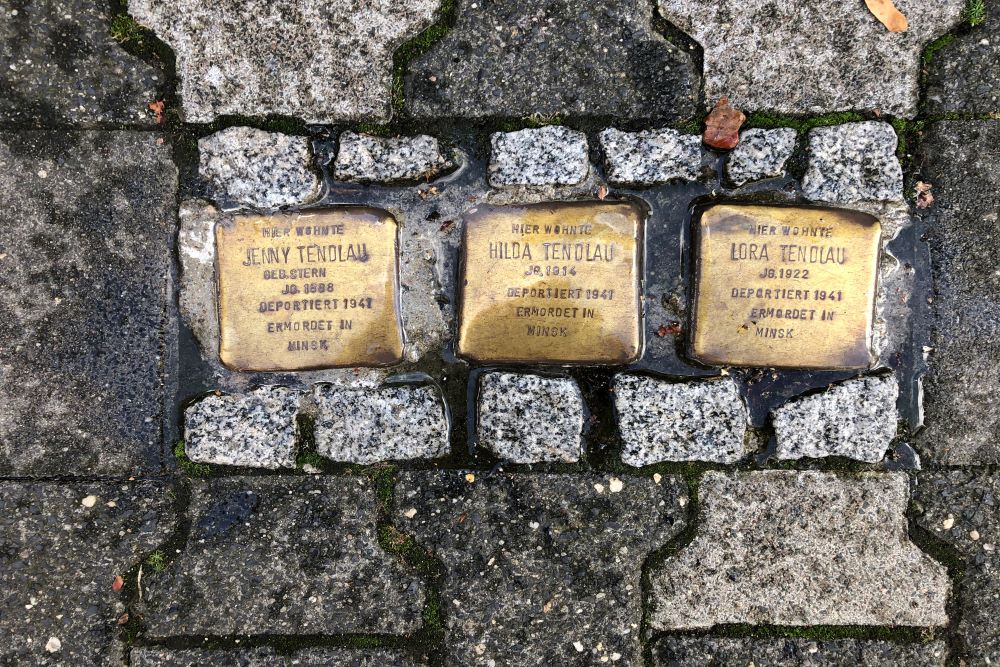 HIER WOHNTE
JENNY TENDLAU
GEB. STERN
JG. 1888
DEPORTIERT 1941
ERMORDET IN
MINSK
HIER WOHNTE
HILDA TENDLAU
JG. 1914
DEPORTIERT 1941
ERMORDET IN
MINSK
HIER WOHNTE
LORA TENDLAU
JG. 1922
DEPORTIERT 1941
ERMORDET IN
MINSK